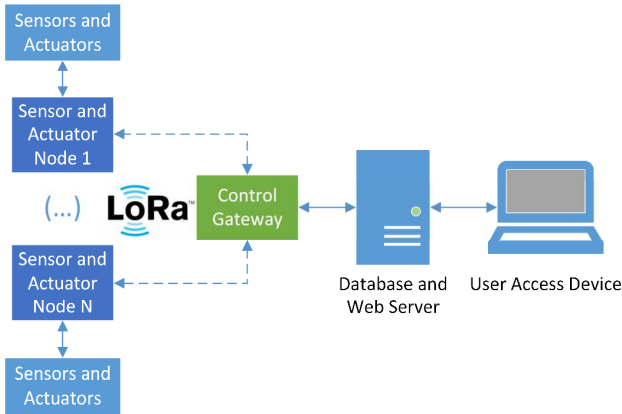 Sensors and
Actuators
Sensor and
Actuator
Node 1
(...)
LoRa™
Control
Gateway
Sensor and
Actuator
Node N
Sensors and
Actuators
Database and
Web Server
User Access Device